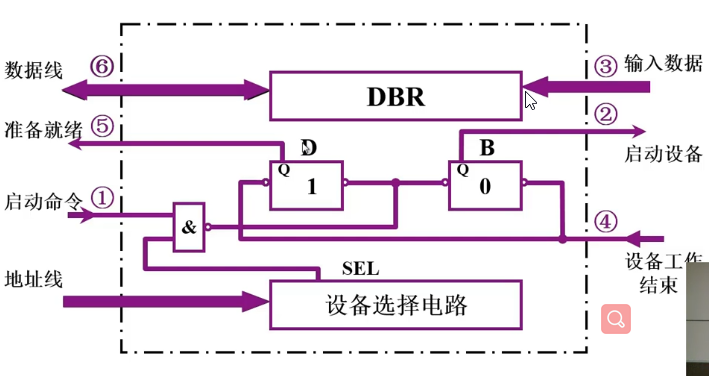 数据线 ⑥
③ 输入数据
DBR
准备就绪 ⑤
② 
启动设备
D
B
Q
1
Q
0
启动命令 ①
&
④
设备工作
结束
地址线
SEL
设备选择电路